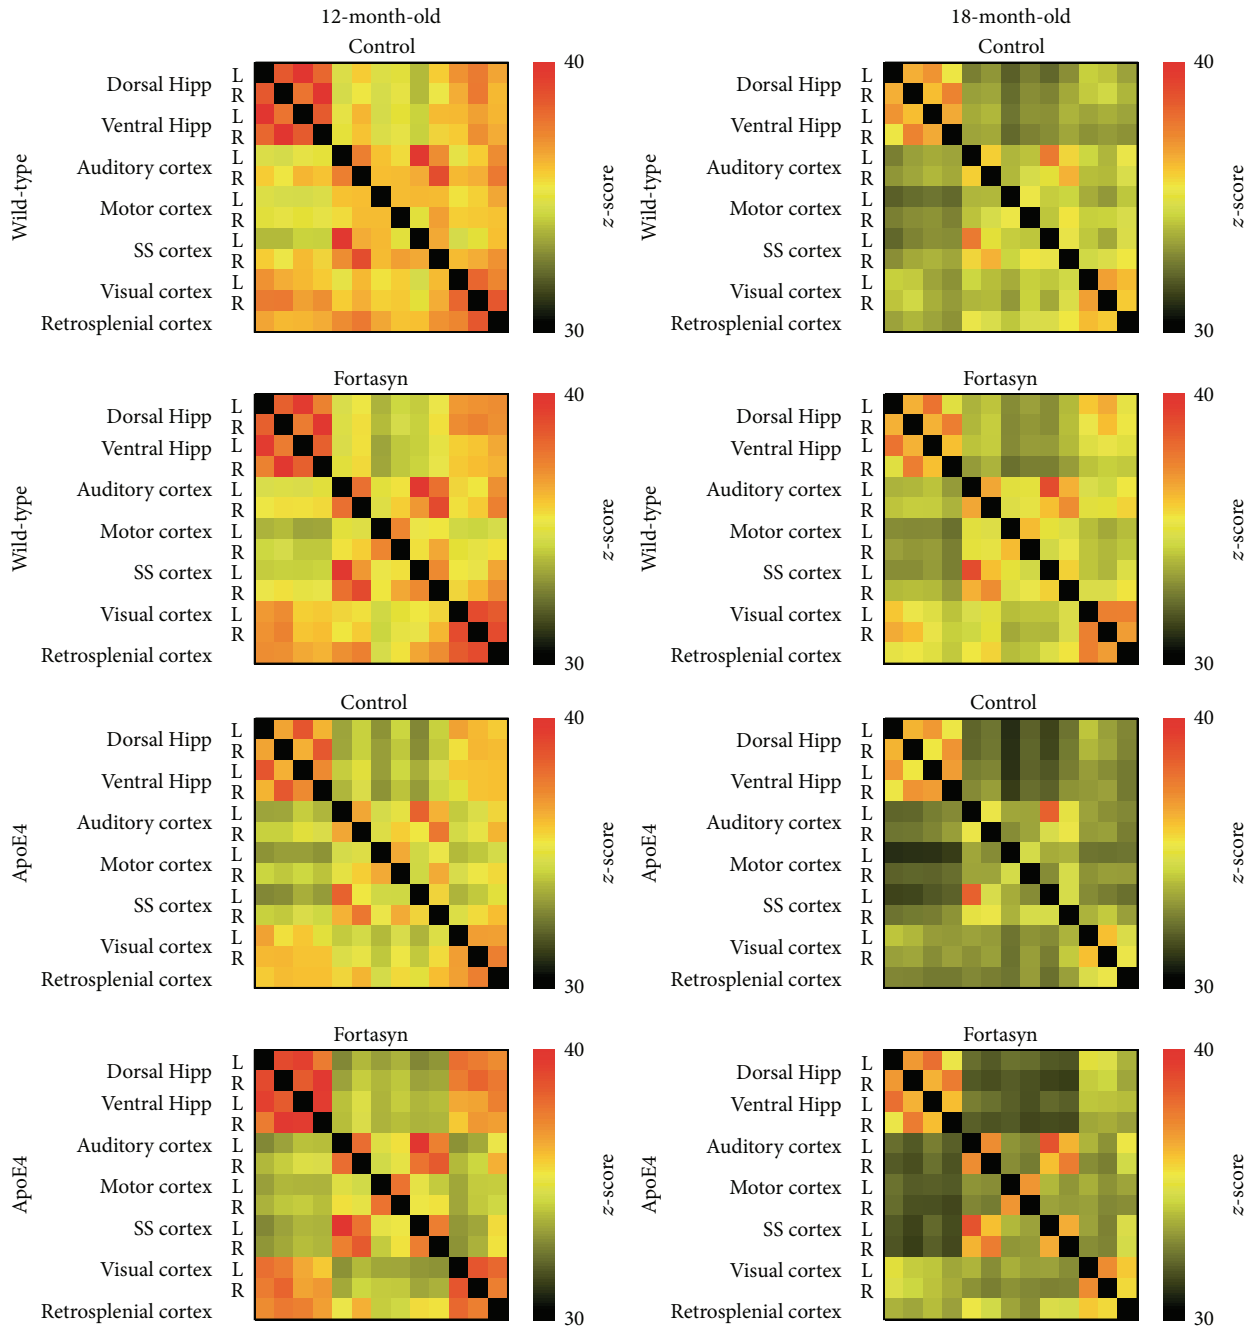 12-month-old
Control
Wild-type
Dorsal Hipp
L
R
Ventral Hipp
L
R
Auditory cortex
L
R
Motor cortex
L
R
SS cortex
L
R
Visual cortex
L
R
Retrosplenial cortex
40
30
z-score
18-month-old
Control
Wild-type
Dorsal Hipp
L
R
Ventral Hipp
L
R
Auditory cortex
L
R
Motor cortex
L
R
SS cortex
L
R
Visual cortex
L
R
Retrosplenial cortex
40
30
z-score
Fortasyn
Wild-type
Dorsal Hipp
L
R
Ventral Hipp
L
R
Auditory cortex
L
R
Motor cortex
L
R
SS cortex
L
R
Visual cortex
L
R
Retrosplenial cortex
40
30
z-score
Fortasyn
Wild-type
Dorsal Hipp
L
R
Ventral Hipp
L
R
Auditory cortex
L
R
Motor cortex
L
R
SS cortex
L
R
Visual cortex
L
R
Retrosplenial cortex
40
30
z-score
Control
ApoE4
Dorsal Hipp
L
R
Ventral Hipp
L
R
Auditory cortex
L
R
Motor cortex
L
R
SS cortex
L
R
Visual cortex
L
R
Retrosplenial cortex
40
30
z-score
Control
ApoE4
Dorsal Hipp
L
R
Ventral Hipp
L
R
Auditory cortex
L
R
Motor cortex
L
R
SS cortex
L
R
Visual cortex
L
R
Retrosplenial cortex
40
30
z-score
Fortasyn
ApoE4
Dorsal Hipp
L
R
Ventral Hipp
L
R
Auditory cortex
L
R
Motor cortex
L
R
SS cortex
L
R
Visual cortex
L
R
Retrosplenial cortex
40
30
z-score
Fortasyn
ApoE4
Dorsal Hipp
L
R
Ventral Hipp
L
R
Auditory cortex
L
R
Motor cortex
L
R
SS cortex
L
R
Visual cortex
L
R
Retrosplenial cortex
40
30
z-score